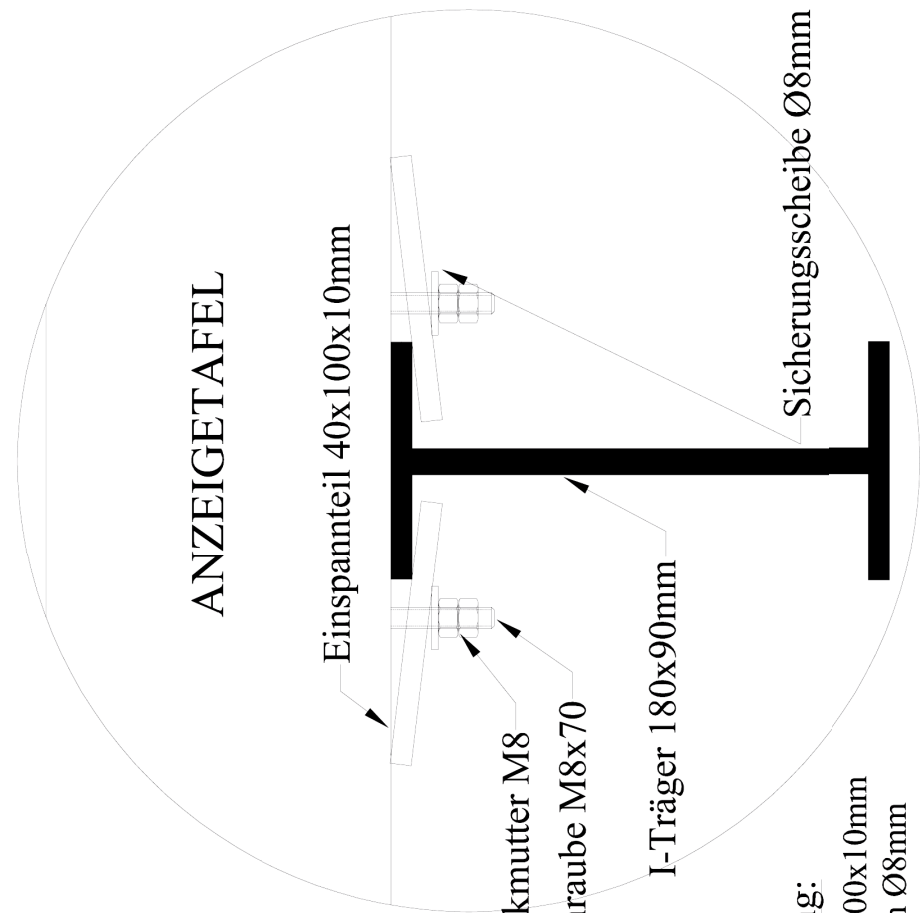 ANZEIGETAFEL
Einspannteil 40x100x10mm
kmutter M8
raube M8x70
I-Träger 180x90mm
Sicherungsscheibe Ø8mm
g:
00x10mm
Ø8mm